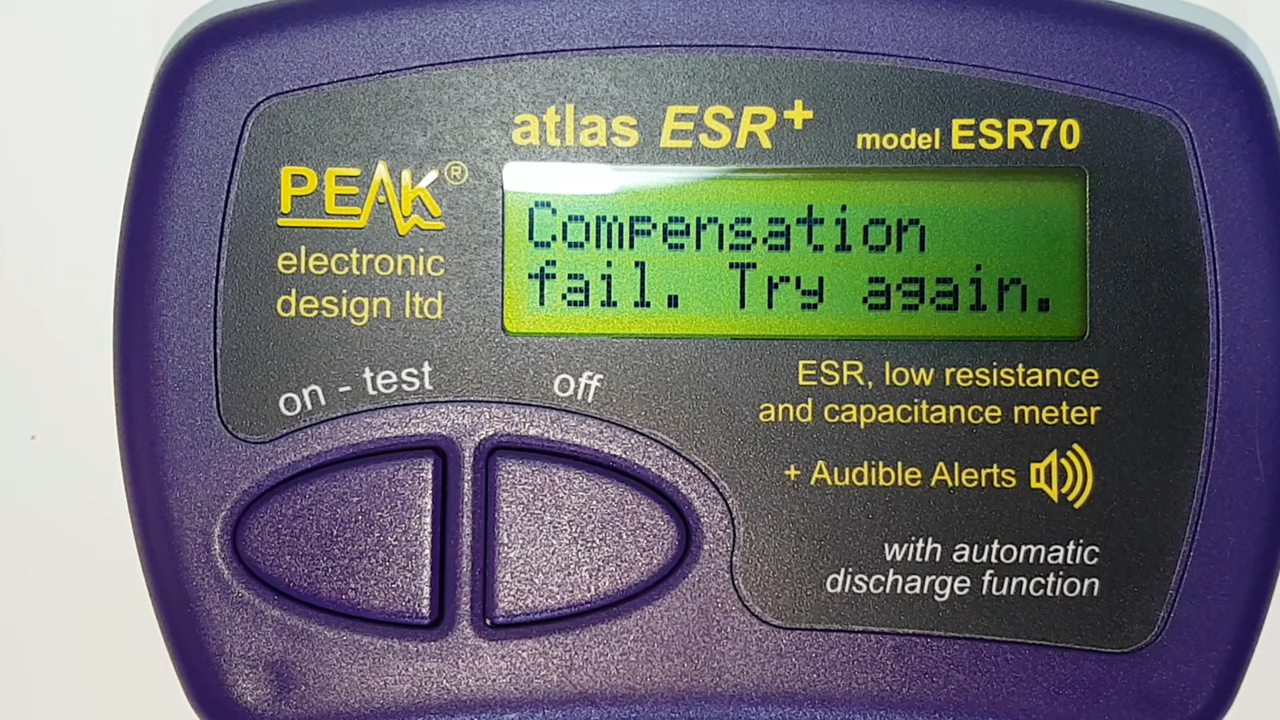 atlas ESR+ model ESR70
PEAK®
electronic
design ltd
Compensation
fail. Try again.
on - test
off
ESR, low resistance
and capacitance meter
+ Audible Alerts
with automatic
discharge function